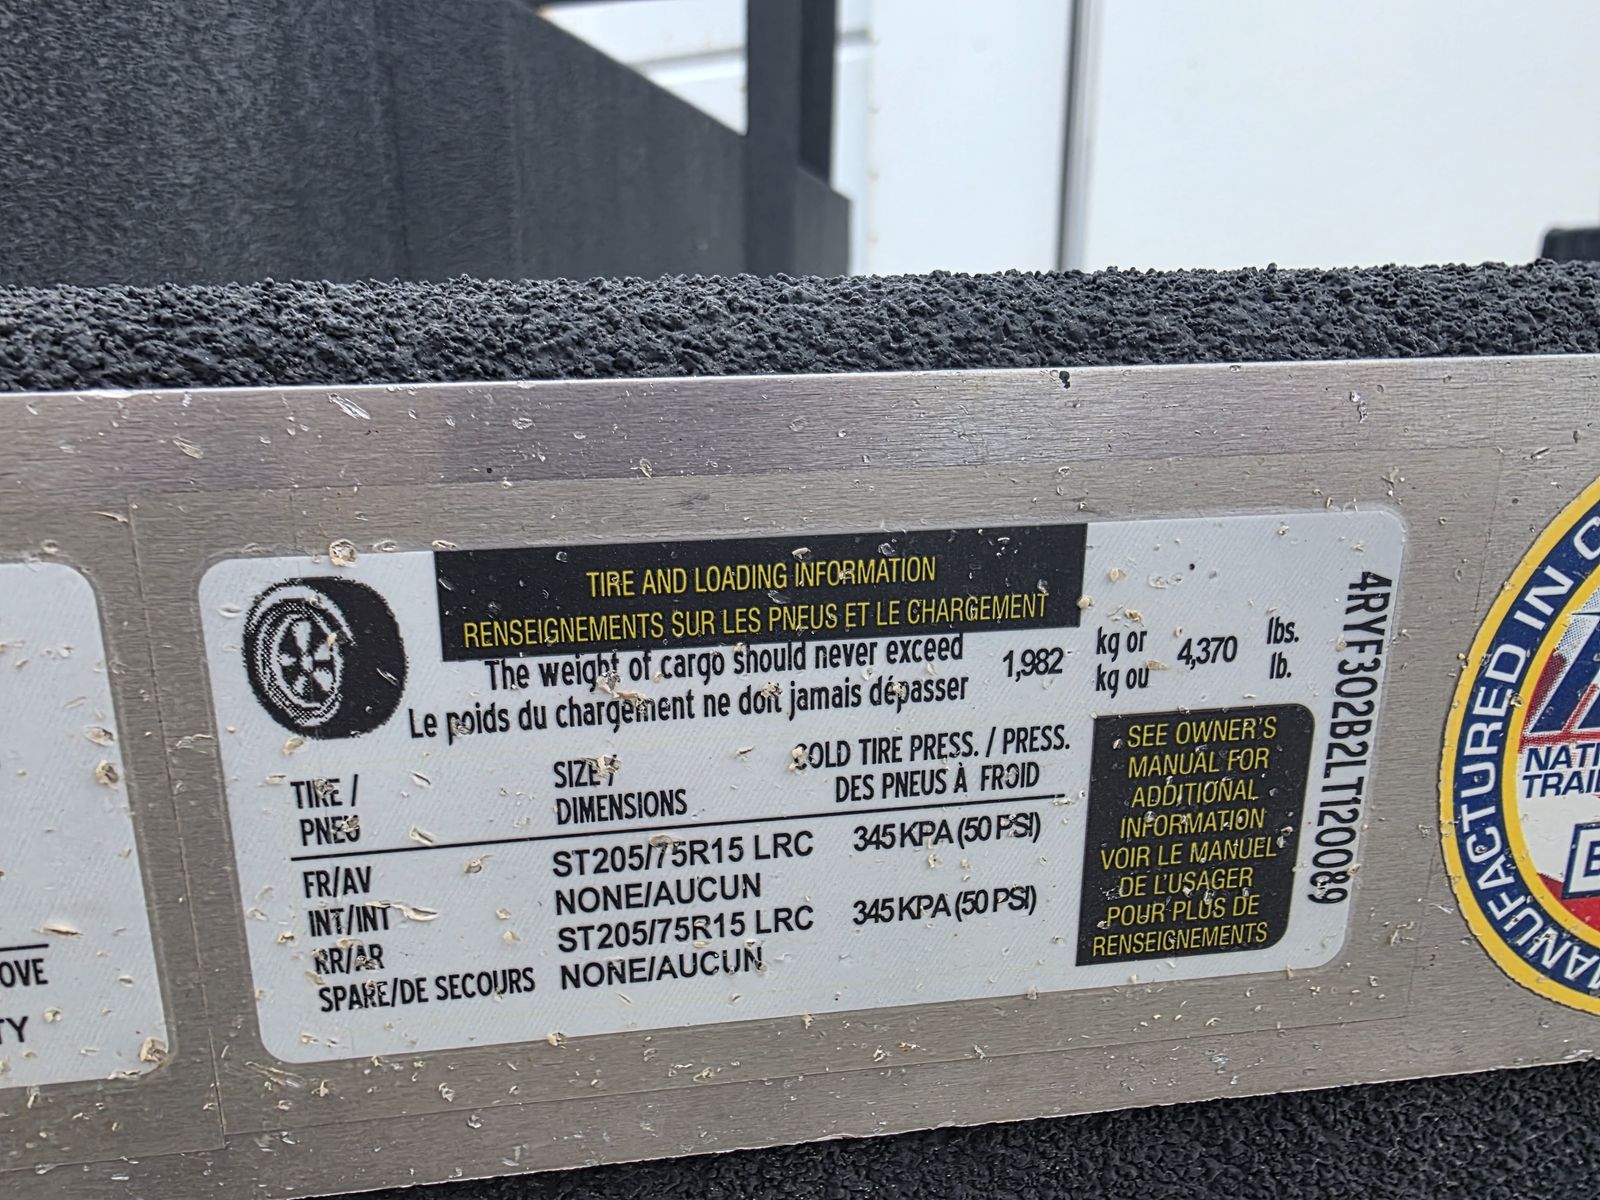 TIRE AND LOADING INFORMATION
RENSEIGNEMENTS SUR LES PNEUS ET LE CHARGEMENT
The weight of cargo should never exceed 1,982 kg or 4,370 lbs.
Le poids du chargement ne doit jamais dépasser kg ou lb.
TIRE / SIZE / COLD TIRE PRESS. / PRESS.
PNEU DIMENSIONS DES PNEUS À FROID
FR/AV ST205/75R15 LRC 345 KPA (50 PSI)
INT/INT NONE/AUCUN
RR/AR ST205/75R15 LRC 345 KPA (50 PSI)
SPARE/DE SECOURS NONE/AUCUN
SEE OWNER'S
MANUAL FOR
ADDITIONAL
INFORMATION
VOIR LE MANUEL
DE L'USAGER
POUR PLUS DE
RENSEIGNEMENTS
4RYF302B2LT120089
OVE
TY
MANUFACTURED IN C
NATI
TRAI